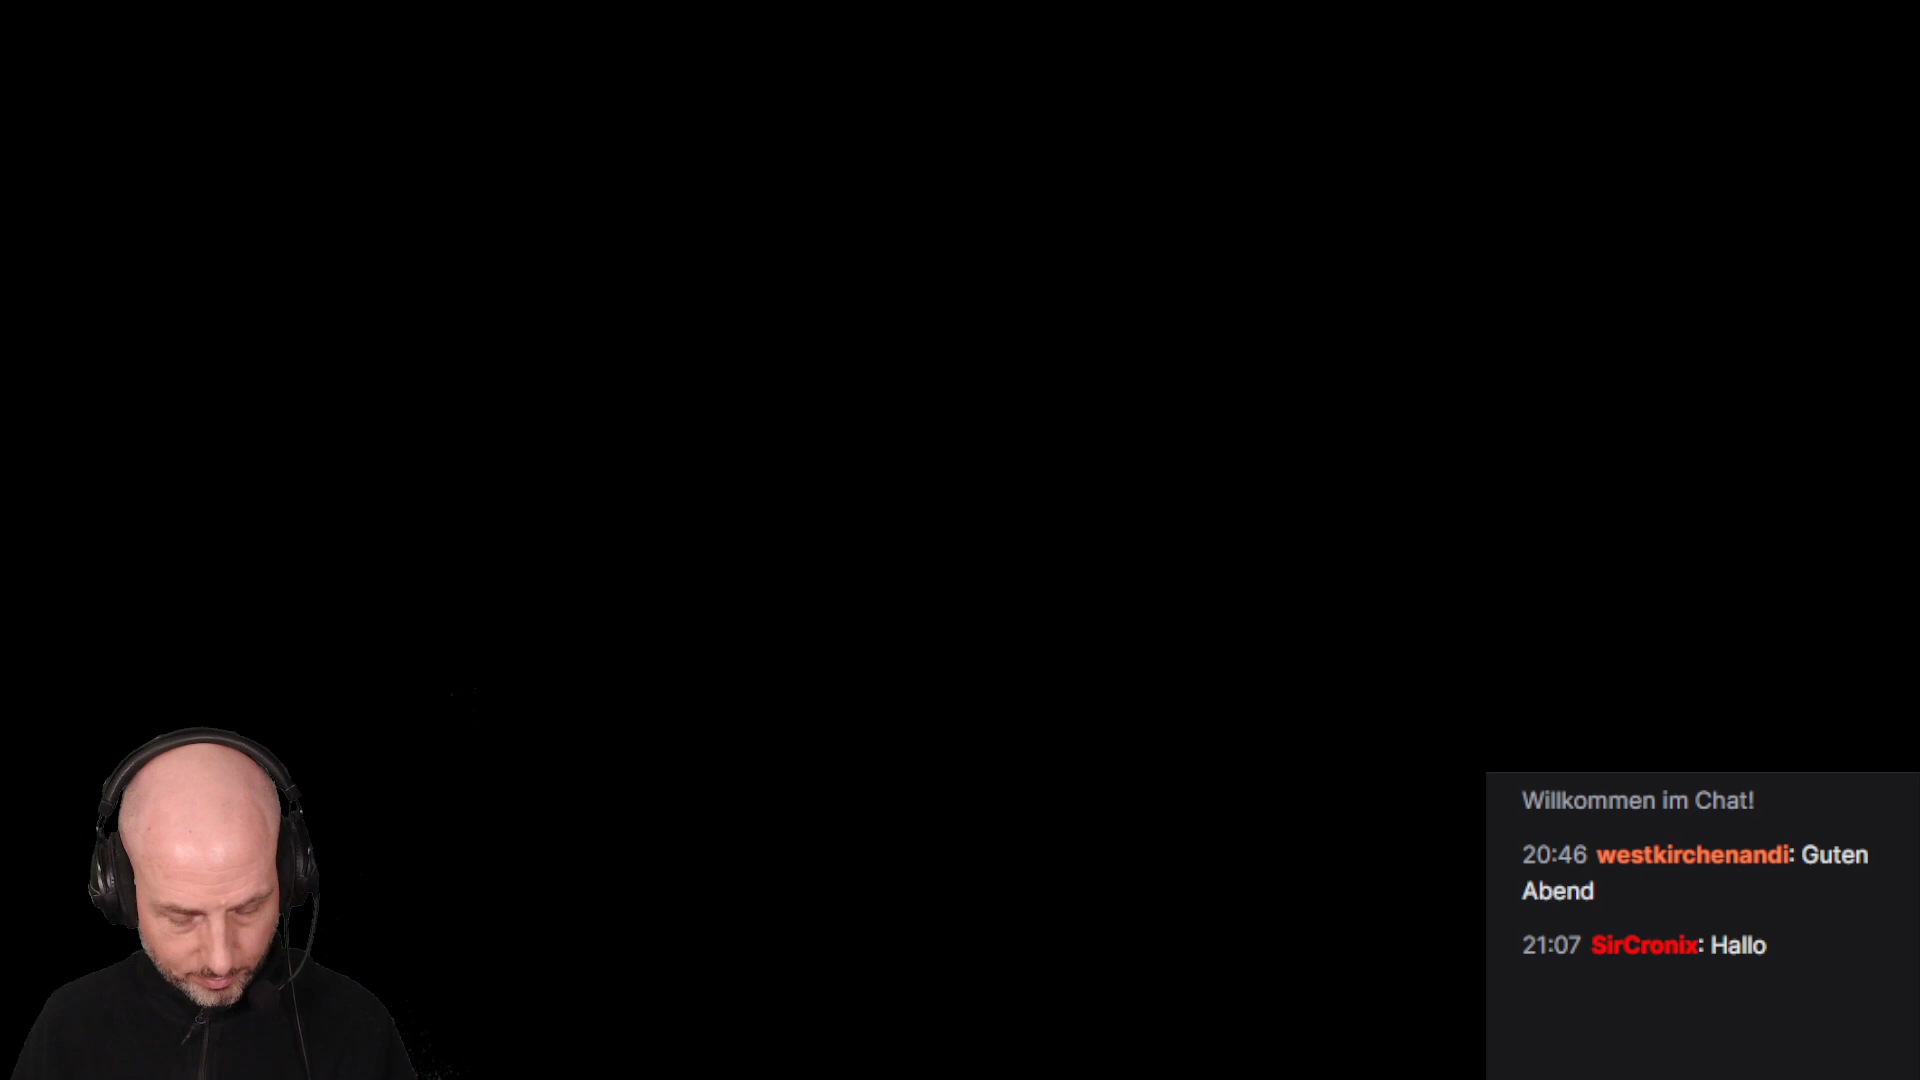 Willkommen im Chat!
20:46 westkirchenandi: Guten
Abend
21:07 SirCronix: Hallo